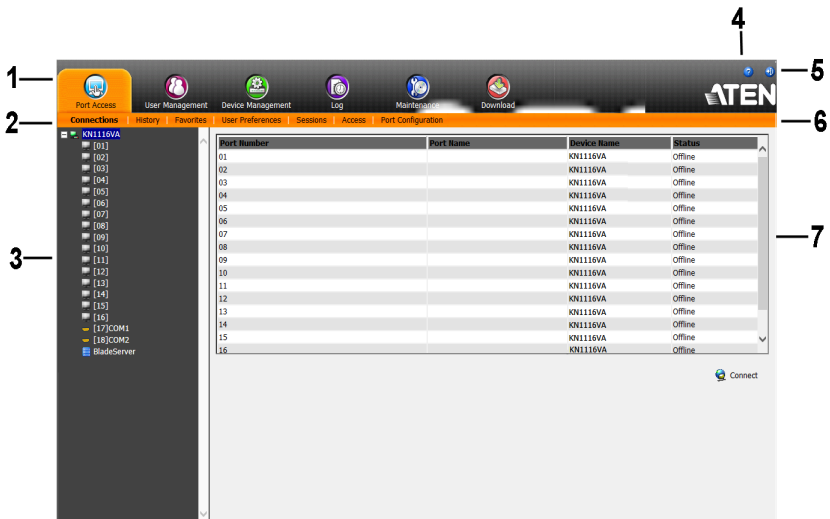 4
1
5
ATEN
Port Access User Management Device Management Log Maintenance Download
2
Connections History Favorites User Preferences Sessions Access Port Configuration
6
KN1116VA
[01]
[02]
[03]
[04]
[05]
[06]
[07]
[08]
[09]
[10]
[11]
[12]
[13]
[14]
[15]
[16]
[17]COM1
[18]COM2
BladeServer
3
Port Number Port Name Device Name Status
01 KN1116VA Offline
02 KN1116VA Offline
03 KN1116VA Offline
04 KN1116VA Offline
05 KN1116VA Offline
06 KN1116VA Offline
07 KN1116VA Offline
08 KN1116VA Offline
09 KN1116VA Offline
10 KN1116VA Offline
11 KN1116VA Offline
12 KN1116VA Offline
13 KN1116VA Offline
14 KN1116VA Offline
15 KN1116VA Offline
16 KN1116VA Offline
7
Connect